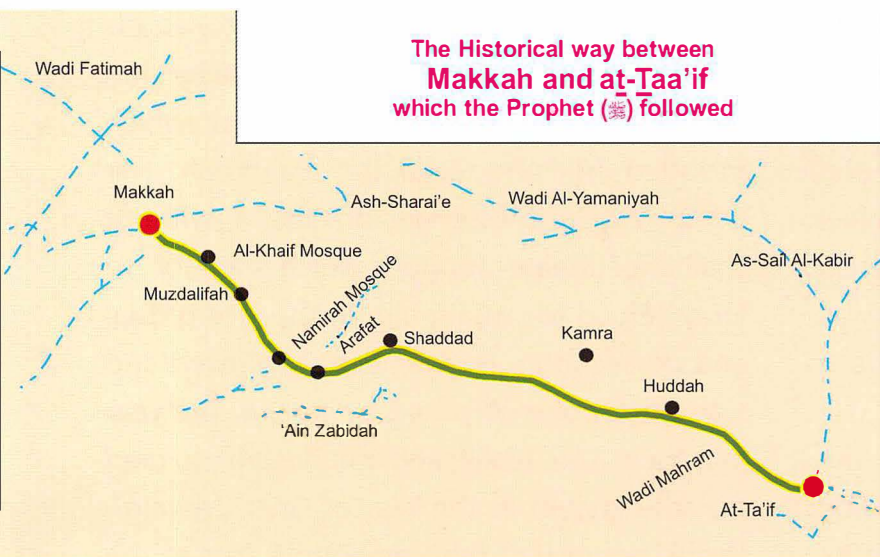 The Historical way between
Makkah and at-Taa'if
which the Prophet (ﷺ) followed
Wadi Fatimah
Makkah
Ash-Sharai'e
Wadi Al-Yamaniyah
Al-Khaif Mosque
As-Sail Al-Kabir
Muzdalifah
Namirah Mosque
Arafat
Shaddad
Kamra
Huddah
'Ain Zabidah
Wadi Mahram
At-Ta'if